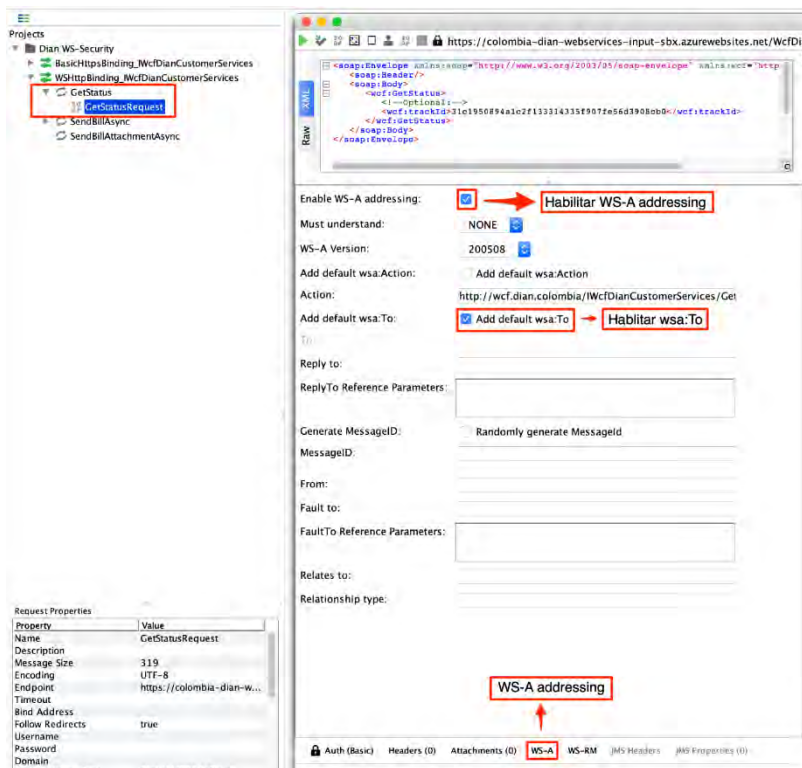 Projects
Dian WS-Security
BasicHttpsBinding_IWcfDianCustomerServices
WSHttpBinding_IWcfDianCustomerServices
GetStatus
GetStatusRequest
SendBillAsync
SendBillAttachmentAsync
https://colombia-dian-webservices-input-sbx.azurewebsites.net/WcfDi
XML
Raw
<soap:Envelope xmlns:soap="http://www.w3.org/2003/05/soap-envelope" xmlns:wcf="http
<soap:Header/>
<soap:Body>
<wcf:GetStatus>
<!--Optional:-->
<wcf:trackId>31c1950894a1c2f133314335f907fe56d3908cb0</wcf:trackId>
</wcf:GetStatus>
</soap:Body>
</soap:Envelope>
Enable WS-A addressing:
Habilitar WS-A addressing
Must understand: NONE
WS-A Version: 200508
Add default wsa:Action: Add default wsa:Action
Action: http://wcf.dian.colombia/IWcfDianCustomerServices/Get
Add default wsa:To: Add default wsa:To Hablitar wsa:To
To:
Reply to:
ReplyTo Reference Parameters:
Generate MessageID: Randomly generate MessageId
MessageID:
From:
Fault to:
FaultTo Reference Parameters:
Relates to:
Relationship type:
Request Properties
Property Value
Name GetStatusRequest
Description
Message Size 319
Encoding UTF-8
Endpoint https://colombia-dian-w...
Timeout
Bind Address
Follow Redirects true
Username
Password
Domain
WS-A addressing
Auth (Basic) Headers (0) Attachments (0) WS-A WS-RM JMS Headers JMS Properties (0)